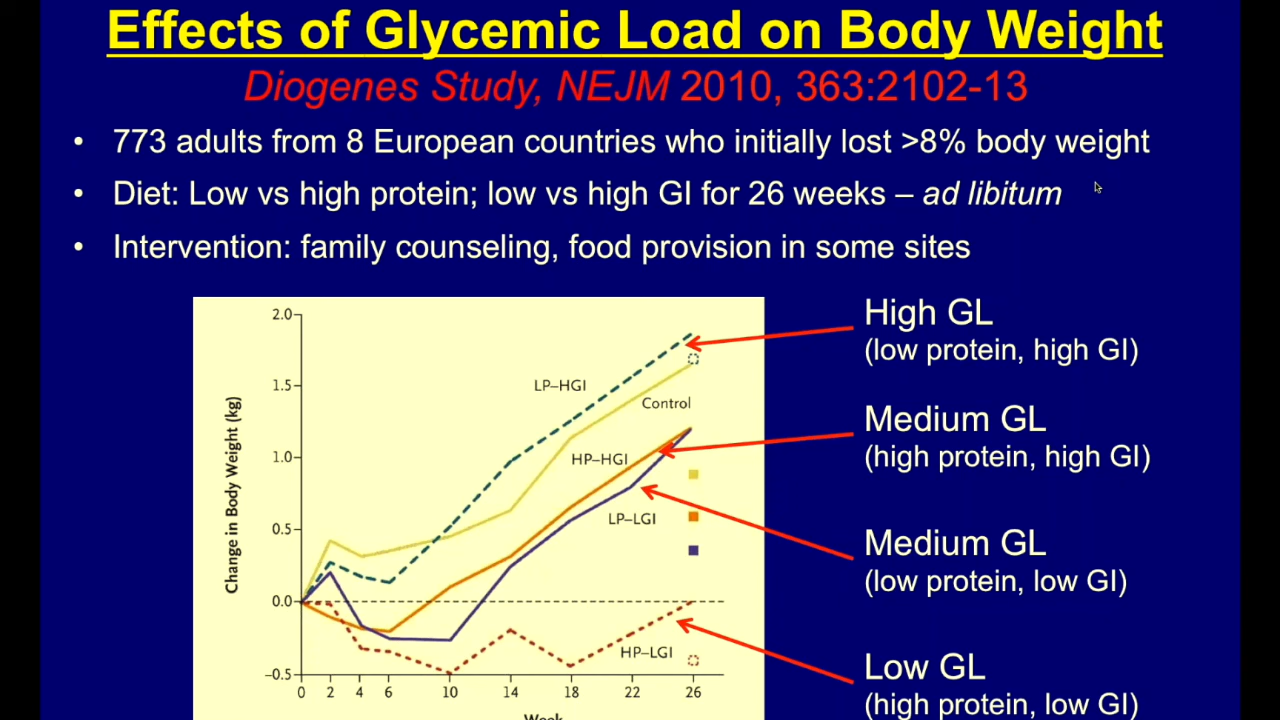 Effects of Glycemic Load on Body Weight
Diogenes Study, NEJM 2010, 363:2102-13
• 773 adults from 8 European countries who initially lost >8% body weight
• Diet: Low vs high protein; low vs high GI for 26 weeks – ad libitum
• Intervention: family counseling, food provision in some sites
High GL
(low protein, high GI)
Medium GL
(high protein, high GI)
Medium GL
(low protein, low GI)
Low GL
(high protein, low GI)
Change in Body Weight (kg)
2.0
1.5
1.0
0.5
0.0
–0.5
LP–HGI
Control
HP–HGI
LP–LGI
HP–LGI
0 2 4 6 10 14 18 22 26
Week